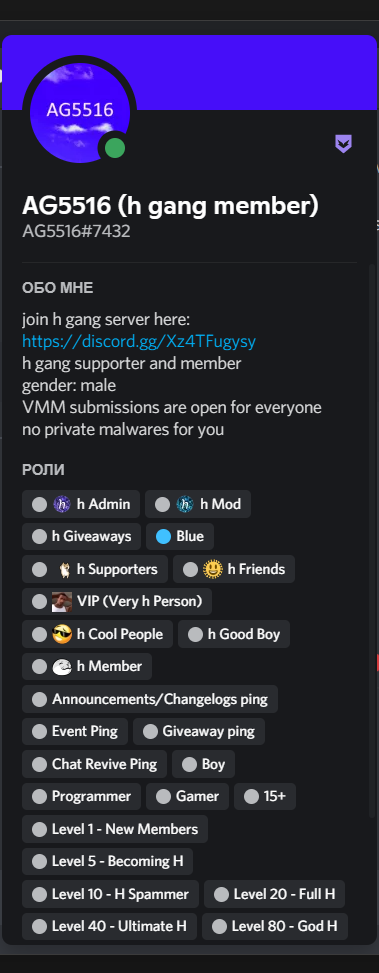 AG5516
AG5516 (h gang member)
AG5516#7432
ОБО МНЕ
join h gang server here:
https://discord.gg/Xz4TFugysy
h gang supporter and member
gender: male
VMM submissions are open for everyone
no private malwares for you
РОЛИ
h Admin h Mod
h Giveaways Blue
h Supporters h Friends
VIP (Very h Person)
h Cool People h Good Boy
h Member
Announcements/Changelogs ping
Event Ping Giveaway ping
Chat Revive Ping Boy
Programmer Gamer 15+
Level 1 - New Members
Level 5 - Becoming H
Level 10 - H Spammer Level 20 - Full H
Level 40 - Ultimate H Level 80 - God H